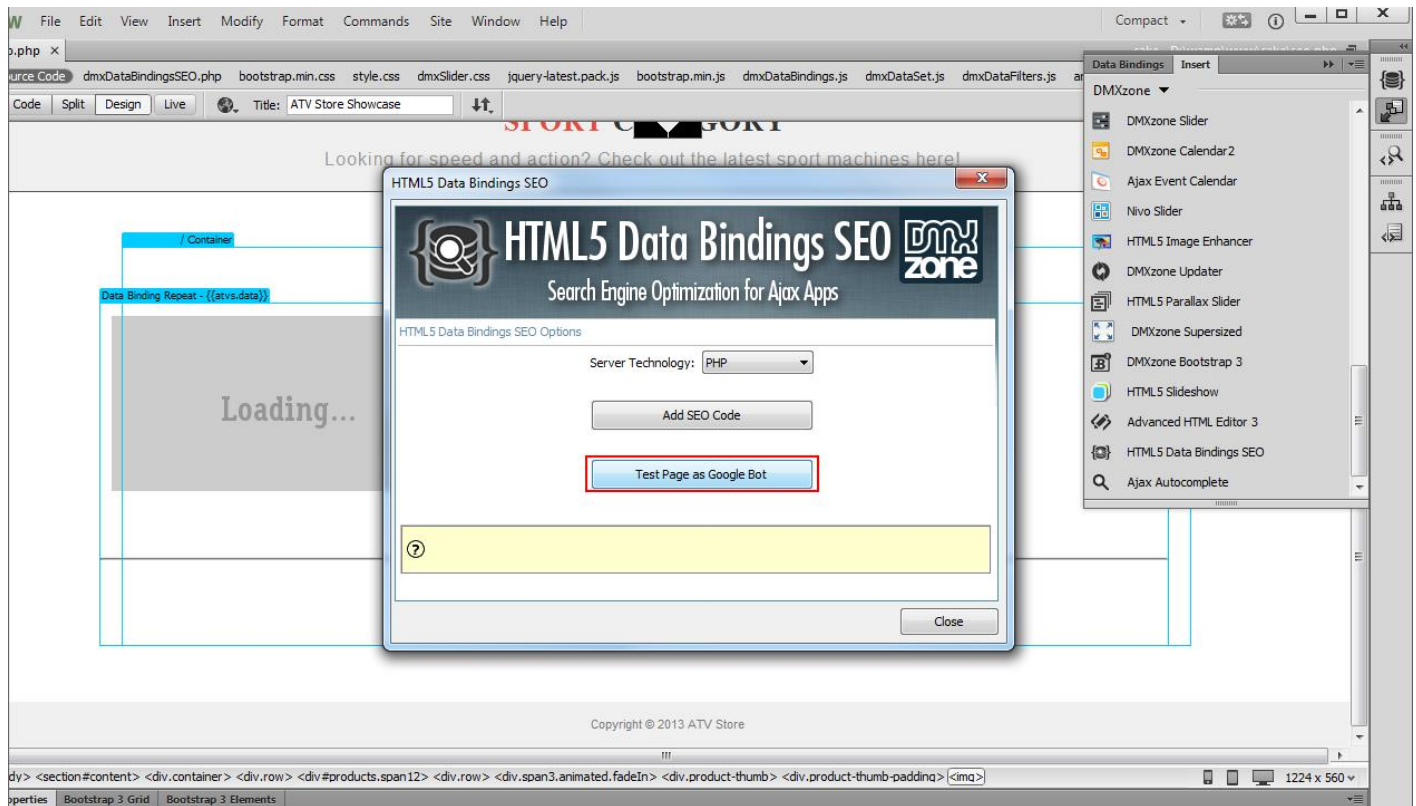 W File Edit View Insert Modify Format Commands Site Window Help Compact
.php ×
Source Code dmxDataBindingsSEO.php bootstrap.min.css style.css dmxSlider.css jquery-latest.pack.js bootstrap.min.js dmxDataBindings.js dmxDataSet.js dmxDataFilters.js
Code Split Design Live Title: ATV Store Showcase
SPORT CATEGORY
Looking for speed and action? Check out the latest sport machines here!
/ Container
Data Binding Repeat - {{atvs.data}}
Loading...
HTML5 Data Bindings SEO
HTML5 Data Bindings SEO
DMX
zone
Search Engine Optimization for Ajax Apps
HTML5 Data Bindings SEO Options
Server Technology: PHP
Add SEO Code
Test Page as Google Bot
?
Close
Data Bindings Insert
DMXzone
DMXzone Slider
DMXzone Calendar2
Ajax Event Calendar
Nivo Slider
HTML5 Image Enhancer
DMXzone Updater
HTML5 Parallax Slider
DMXzone Supersized
DMXzone Bootstrap 3
HTML5 Slideshow
Advanced HTML Editor 3
HTML5 Data Bindings SEO
Ajax Autocomplete
Copyright © 2013 ATV Store
dy> <section#content> <div.container> <div.row> <div#products.span12> <div.row> <div.span3.animated.fadeIn> <div.product-thumb> <div.product-thumb-padding> <img> 1224 x 560
operties Bootstrap 3 Grid Bootstrap 3 Elements